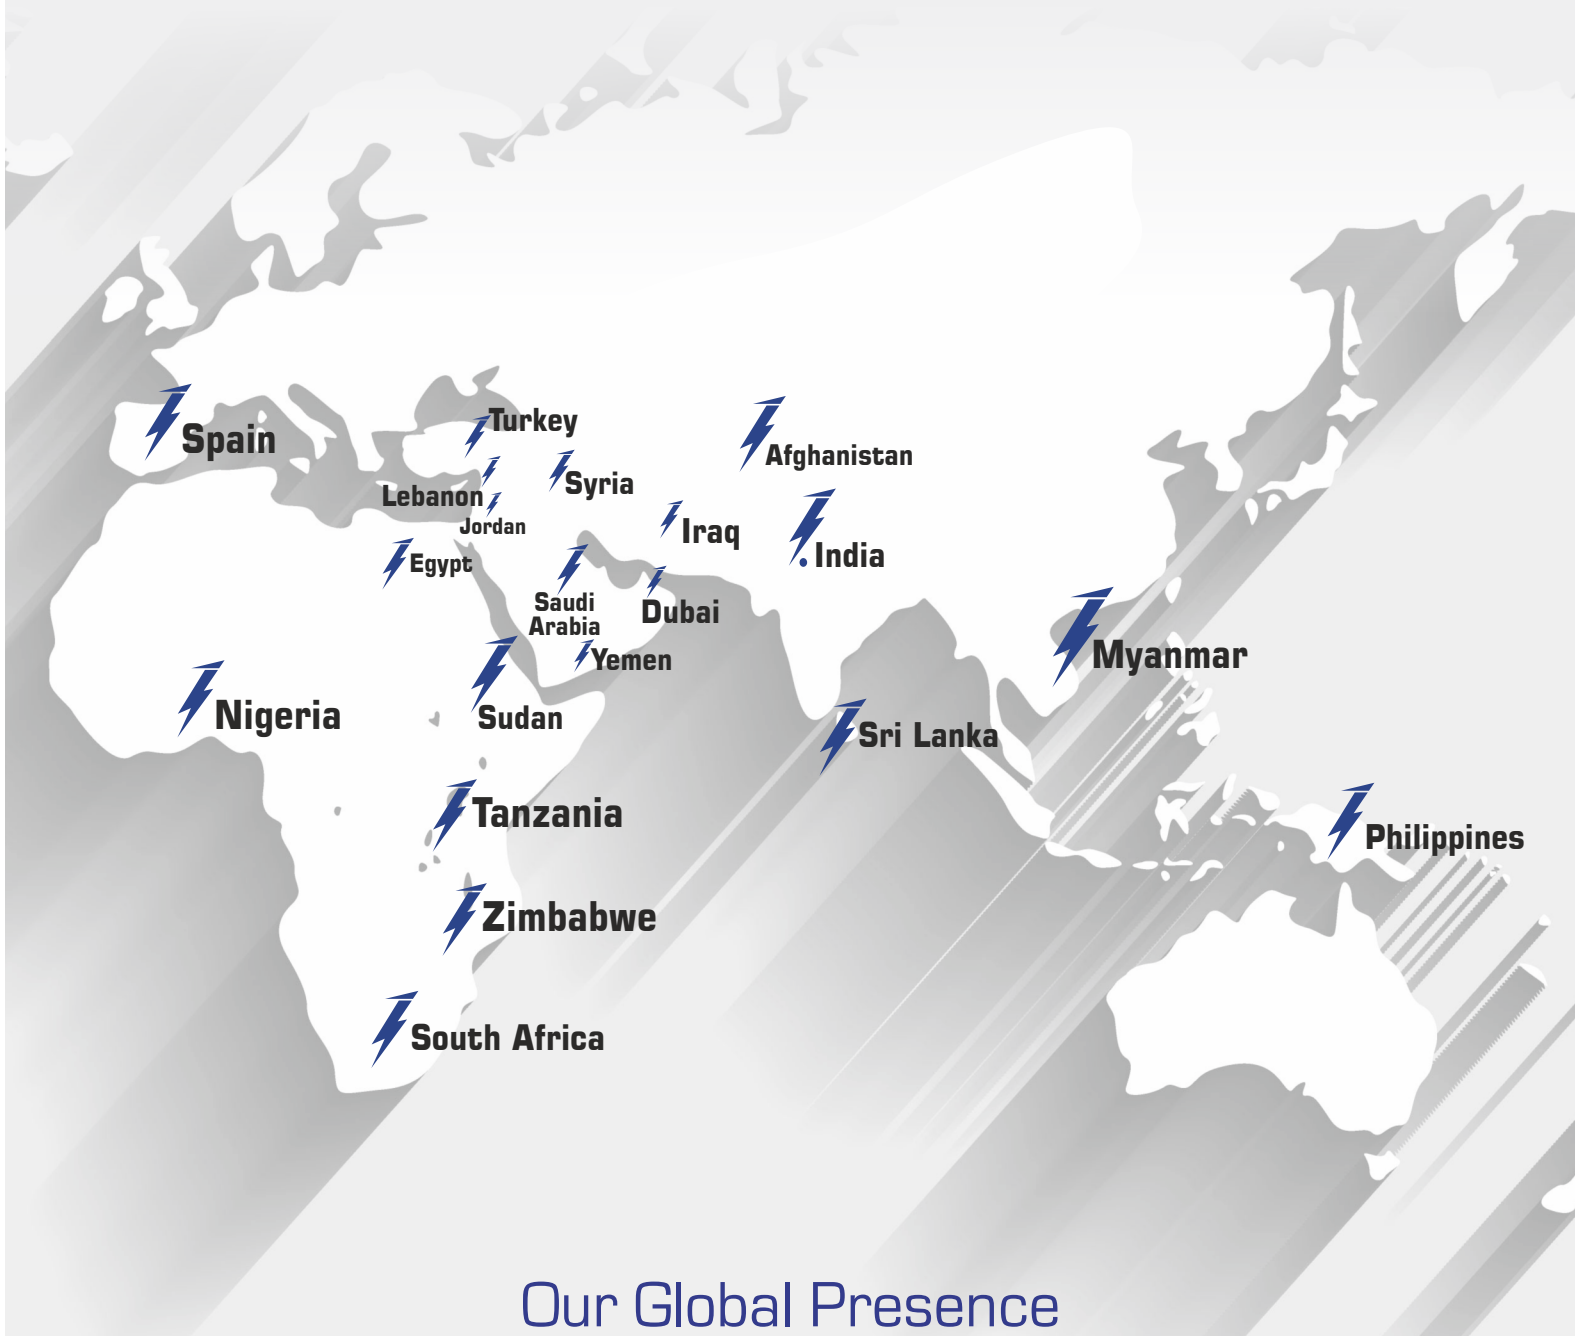 Turkey
Spain
Afghanistan
Syria
Lebanon
Jordan
Iraq
Egypt
India
Saudi
Arabia
Dubai
Yemen
Myanmar
Nigeria
Sudan
Sri Lanka
Tanzania
Philippines
Zimbabwe
South Africa
Our Global Presence